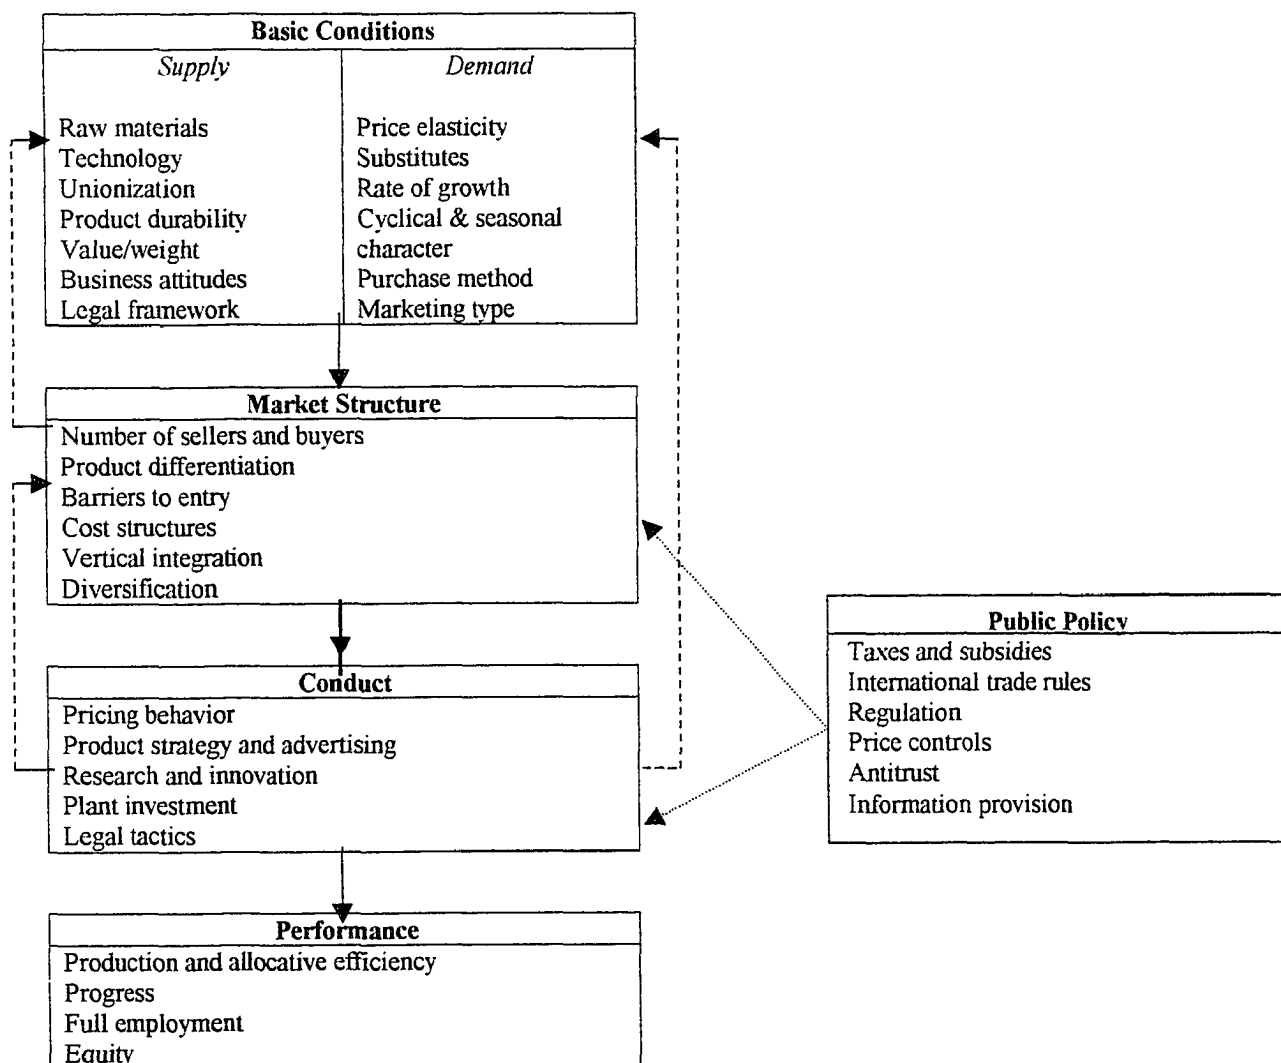 Basic Conditions
Supply
Raw materials
Technology
Unionization
Product durability
Value/weight
Business attitudes
Legal framework
Demand
Price elasticity
Substitutes
Rate of growth
Cyclical & seasonal
character
Purchase method
Marketing type
Market Structure
Number of sellers and buyers
Product differentiation
Barriers to entry
Cost structures
Vertical integration
Diversification
Conduct
Pricing behavior
Product strategy and advertising
Research and innovation
Plant investment
Legal tactics
Public Policy
Taxes and subsidies
International trade rules
Regulation
Price controls
Antitrust
Information provision
Performance
Production and allocative efficiency
Progress
Full employment
Equity